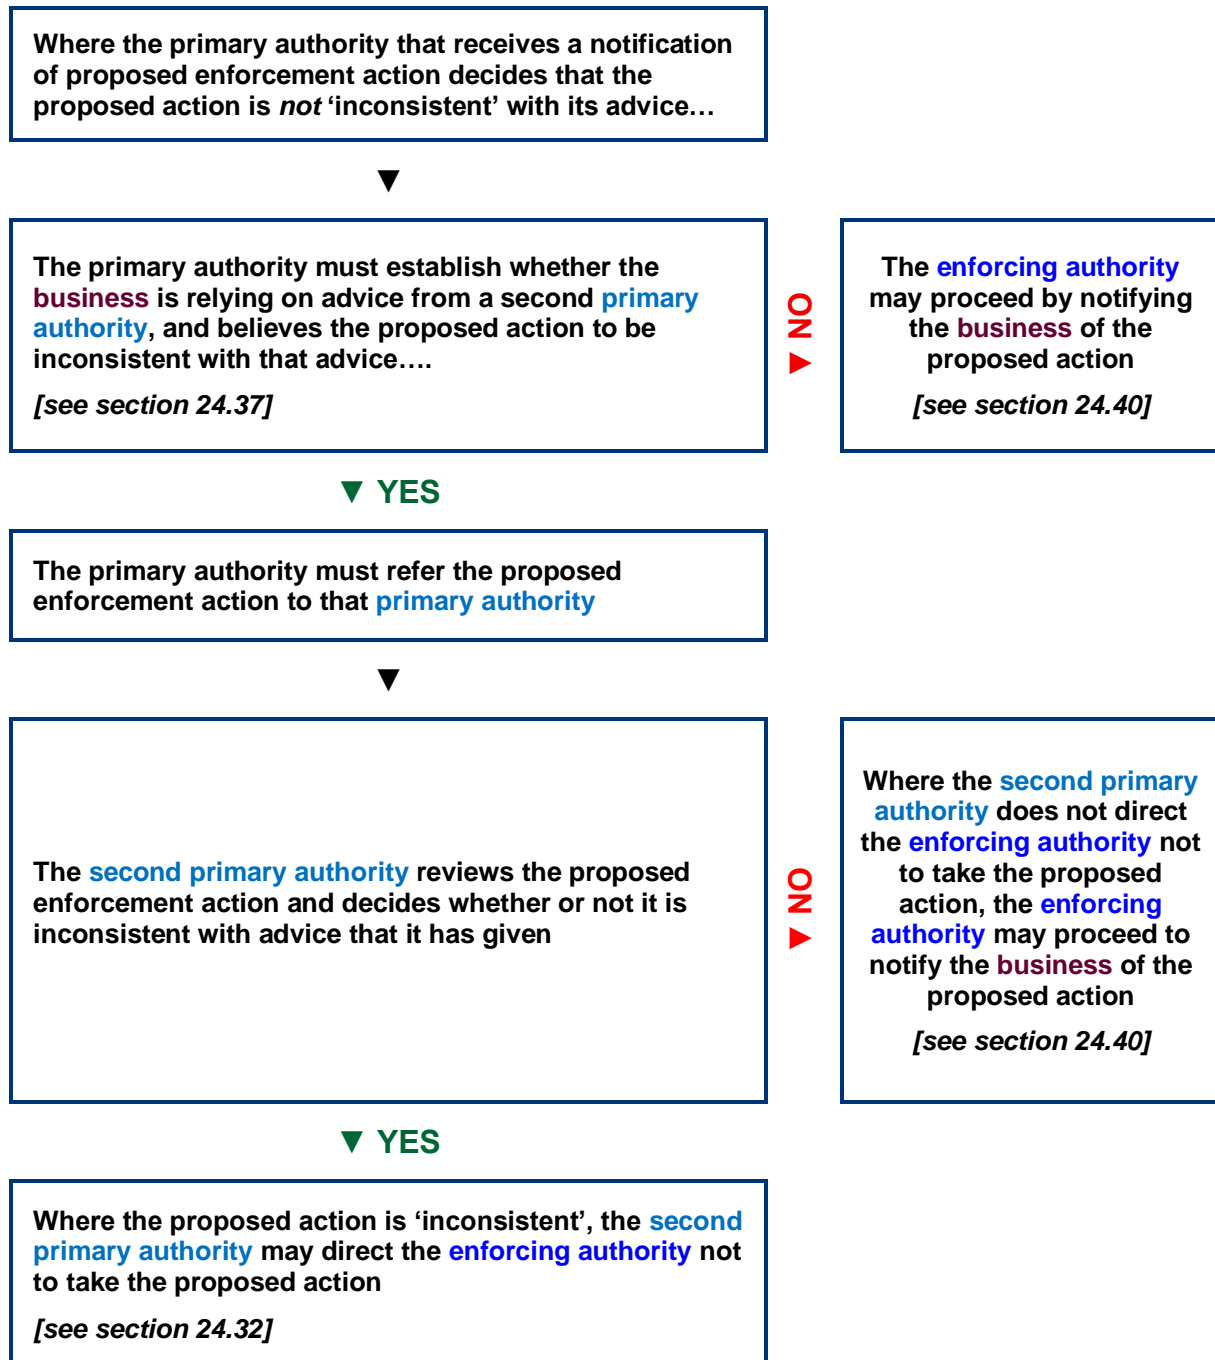 Where the primary authority that receives a notification
of proposed enforcement action decides that the
proposed action is not ‘inconsistent’ with its advice…
▼
The primary authority must establish whether the
business is relying on advice from a second primary
authority, and believes the proposed action to be
inconsistent with that advice….
[see section 24.37]
▼ NO
The enforcing authority
may proceed by notifying
the business of the
proposed action
[see section 24.40]
▼ YES
The primary authority must refer the proposed
enforcement action to that primary authority
▼
The second primary authority reviews the proposed
enforcement action and decides whether or not it is
inconsistent with advice that it has given
▼ NO
Where the second primary
authority does not direct
the enforcing authority not
to take the proposed
action, the enforcing
authority may proceed to
notify the business of the
proposed action
[see section 24.40]
▼ YES
Where the proposed action is ‘inconsistent’, the second
primary authority may direct the enforcing authority not
to take the proposed action
[see section 24.32]